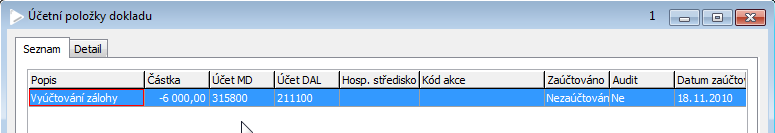 Účetní položky dokladu 1
Seznam Detail
Popis Částka Účet MD Účet DAL Hosp. středisko Kód akce Zaúčtováno Audit Datum zaúčto
Vyúčtování zálohy -6 000,00 315800 211100 Nezaúčtován Ne 18.11.2010